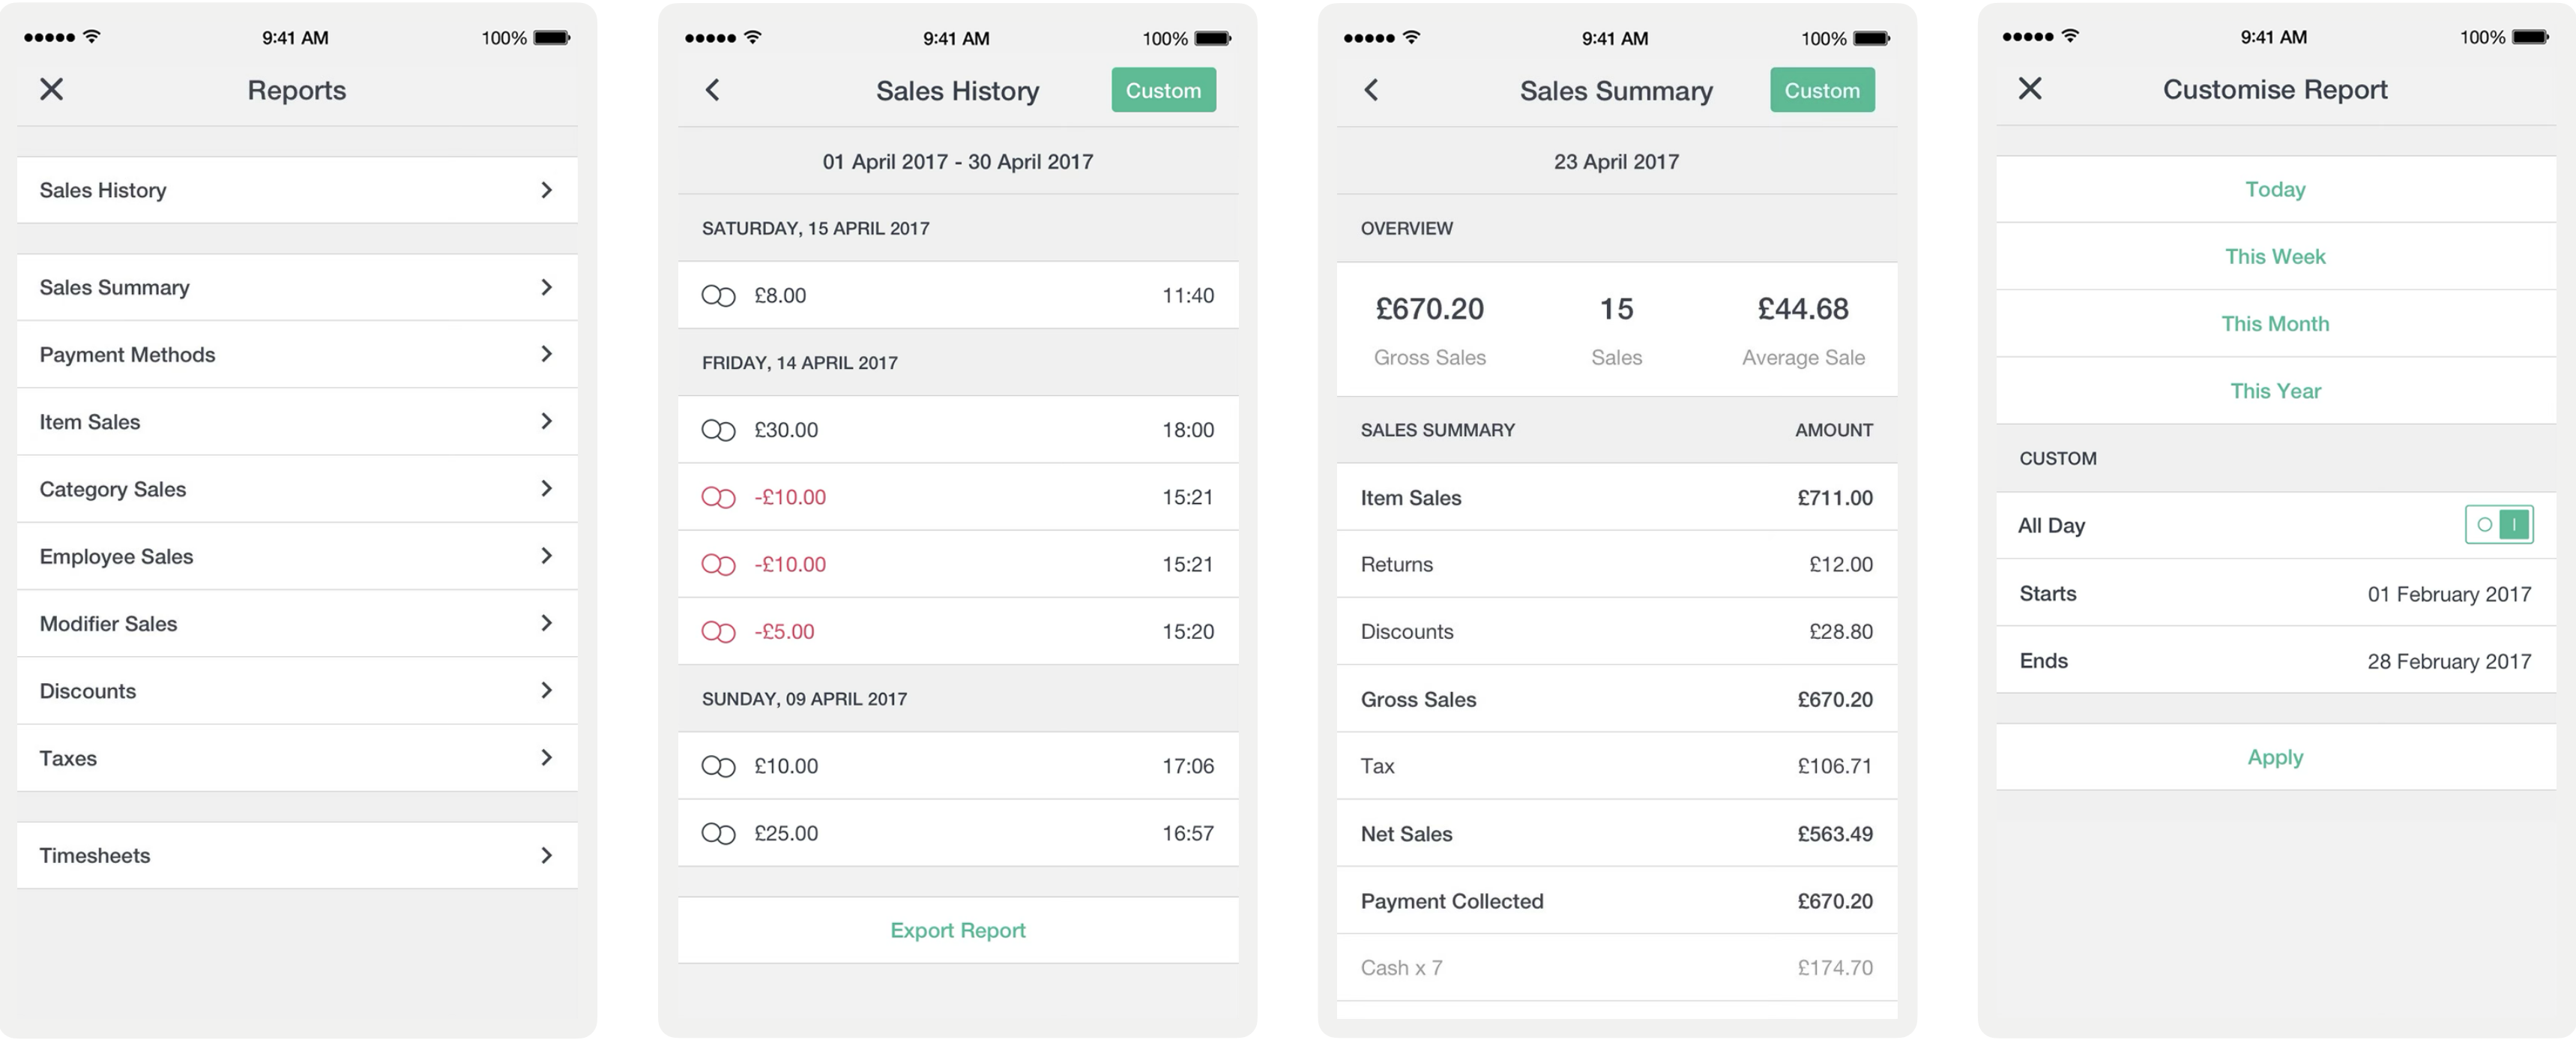 9:41 AM 100%
Reports
Sales History
Sales Summary
Payment Methods
Item Sales
Category Sales
Employee Sales
Modifier Sales
Discounts
Taxes
Timesheets
9:41 AM 100%
Sales History Custom
01 April 2017 - 30 April 2017
SATURDAY, 15 APRIL 2017
£8.00 11:40
FRIDAY, 14 APRIL 2017
£30.00 18:00
-£10.00 15:21
-£10.00 15:21
-£5.00 15:20
SUNDAY, 09 APRIL 2017
£10.00 17:06
£25.00 16:57
Export Report
9:41 AM 100%
Sales Summary Custom
23 April 2017
OVERVIEW
£670.20 15 £44.68
Gross Sales Sales Average Sale
SALES SUMMARY AMOUNT
Item Sales £711.00
Returns £12.00
Discounts £28.80
Gross Sales £670.20
Tax £106.71
Net Sales £563.49
Payment Collected £670.20
Cash x 7 £174.70
9:41 AM 100%
Customise Report
Today
This Week
This Month
This Year
CUSTOM
All Day
Starts 01 February 2017
Ends 28 February 2017
Apply